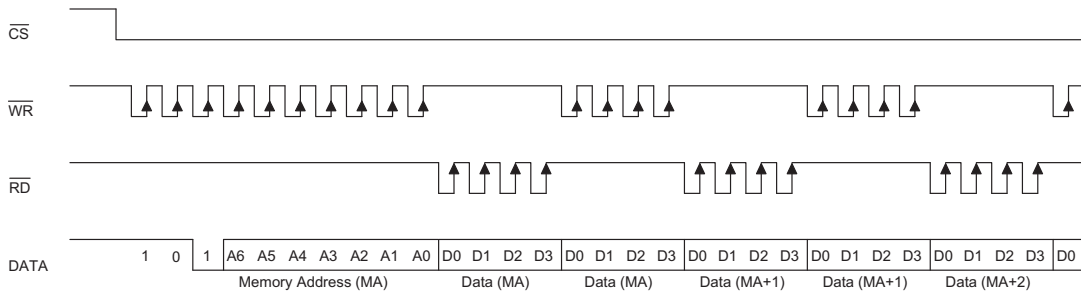 CS
WR
RD
DATA 1 0 1 A6 A5 A4 A3 A2 A1 A0 D0 D1 D2 D3 D0 D1 D2 D3 D0 D1 D2 D3 D0 D1 D2 D3 D0 D1 D2 D3 D0
Memory Address (MA) Data (MA) Data (MA) Data (MA+1) Data (MA+1) Data (MA+2)